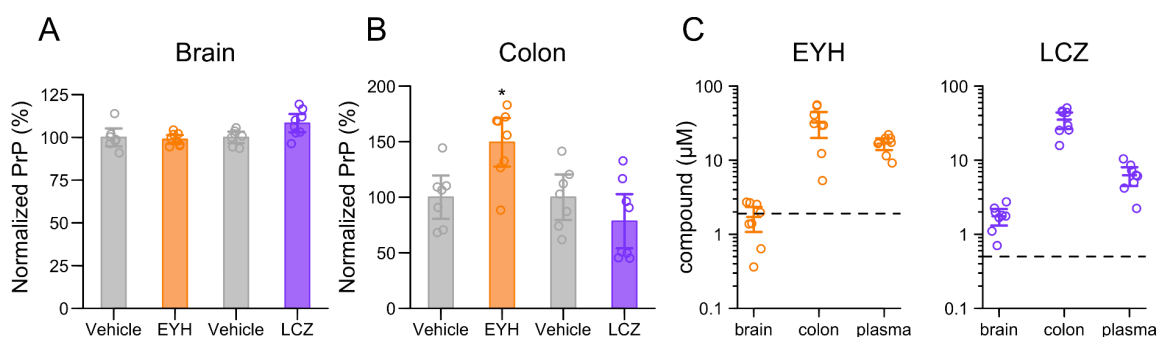 A
Brain
Normalized PrP (%)
125
100
75
50
25
0
Vehicle
EYH
Vehicle
LCZ
B
Colon
Normalized PrP (%)
200
150
100
50
0
*
Vehicle
EYH
Vehicle
LCZ
C
EYH
compound (µM)
100
10
1
0.1
brain
colon
plasma
LCZ
100
10
1
0.1
brain
colon
plasma